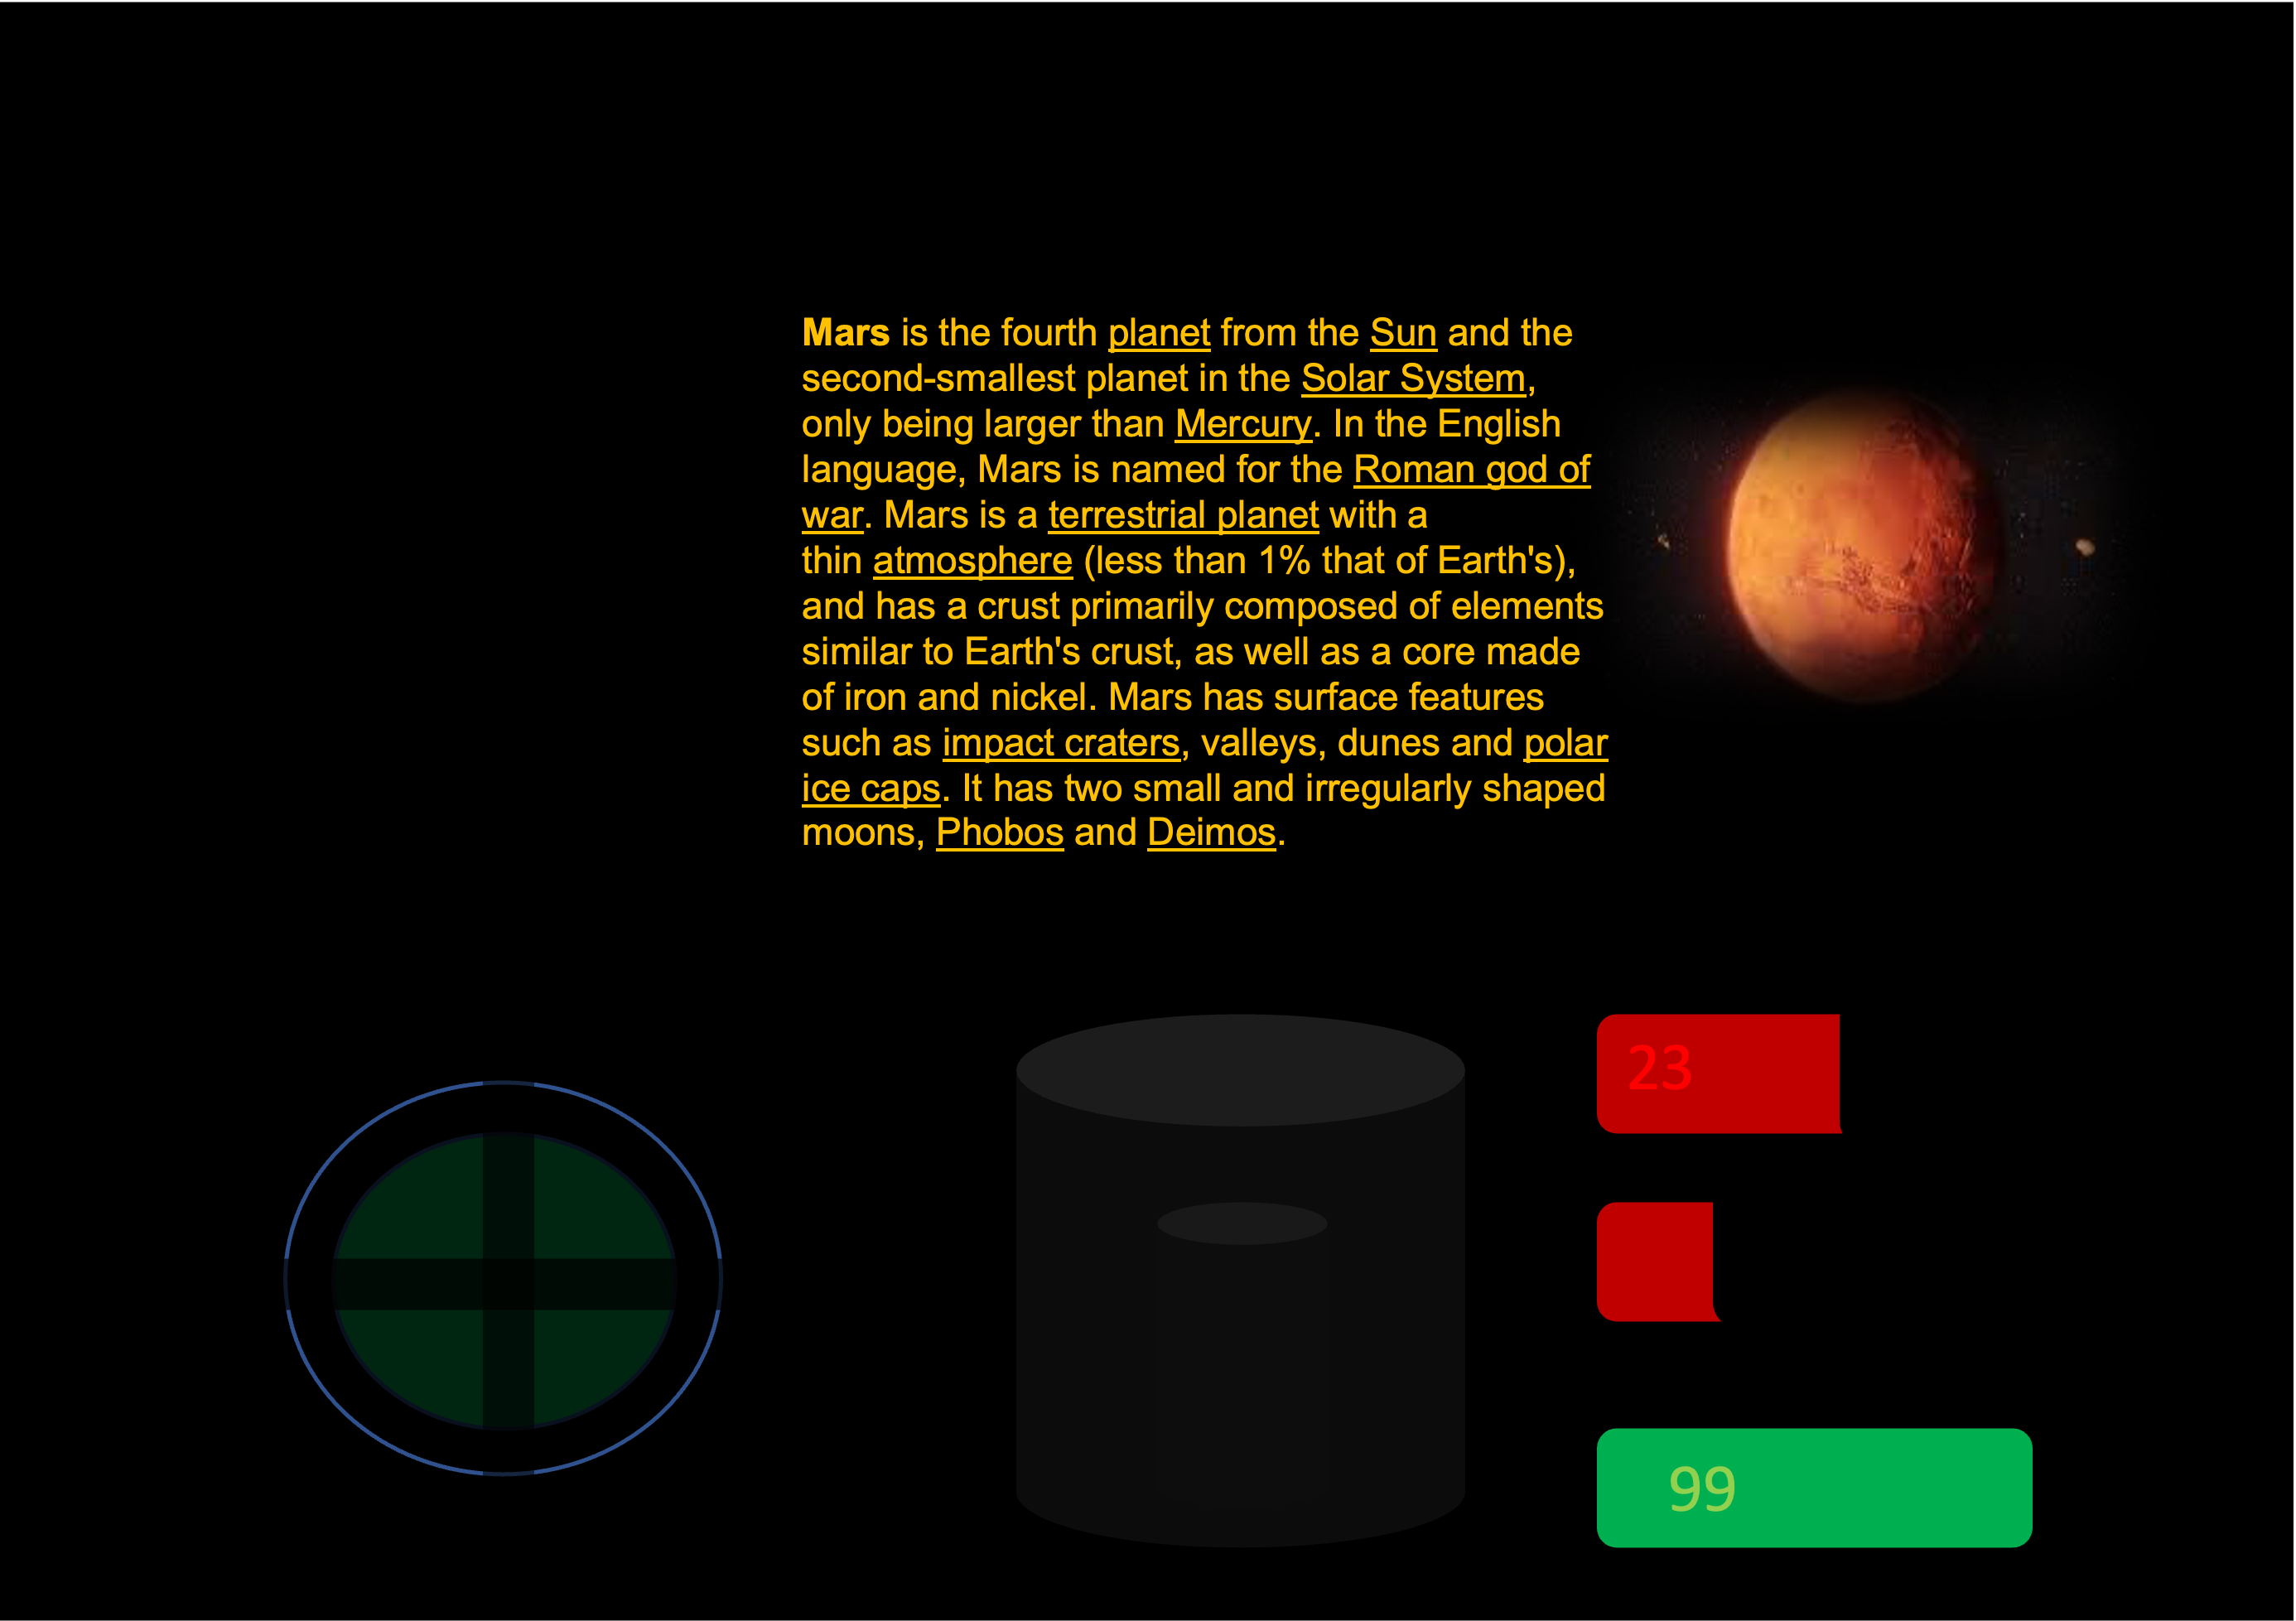 Mars is the fourth planet from the Sun and the
second-smallest planet in the Solar System,
only being larger than Mercury. In the English
language, Mars is named for the Roman god of
war. Mars is a terrestrial planet with a
thin atmosphere (less than 1% that of Earth's),
and has a crust primarily composed of elements
similar to Earth's crust, as well as a core made
of iron and nickel. Mars has surface features
such as impact craters, valleys, dunes and polar
ice caps. It has two small and irregularly shaped
moons, Phobos and Deimos.
23
99